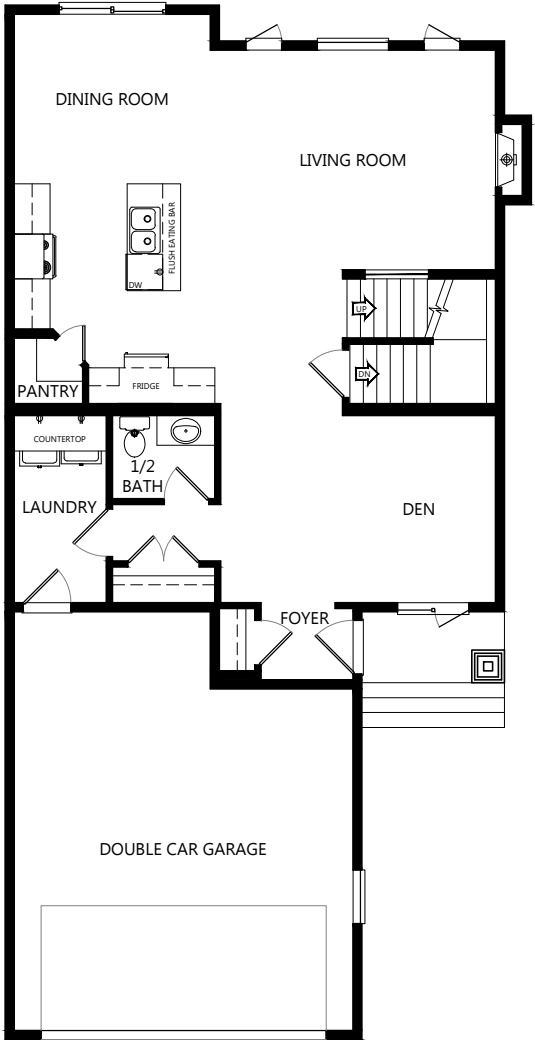 DINING ROOM
LIVING ROOM
FLUSH EATING BAR
DW
UP
DN
FRIDGE
PANTRY
COUNTERTOP
1/2
BATH
LAUNDRY
DEN
FOYER
DOUBLE CAR GARAGE